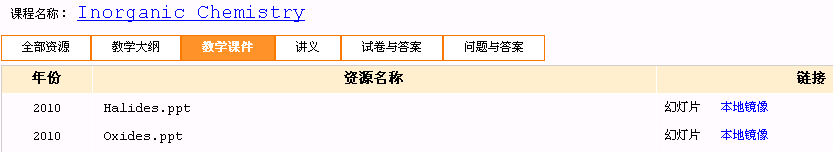 课程名称: Inorganic Chemistry
全部资源 教学大纲 教学课件 讲义 试卷与答案 问题与答案
年份 资源名称 链接
2010 Halides.ppt 幻灯片 本地镜像
2010 Oxides.ppt 幻灯片 本地镜像